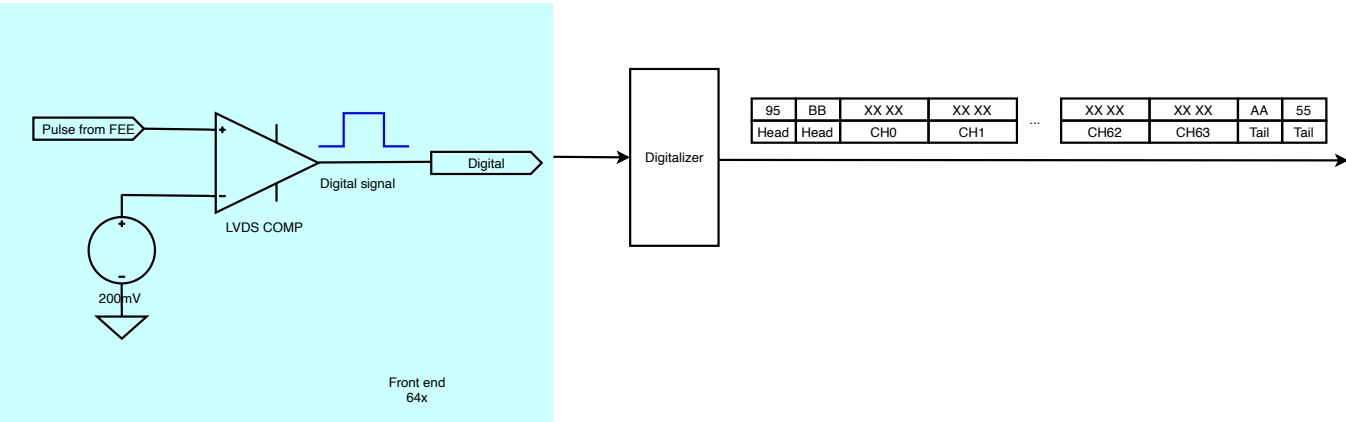 Pulse from FEE
+
-
Digital signal
LVDS COMP
Digital
+
-
200mV
Front end
64x
Digitalizer
95 BB XX XX XX XX ... XX XX XX XX AA 55
Head Head CH0 CH1 CH62 CH63 Tail Tail